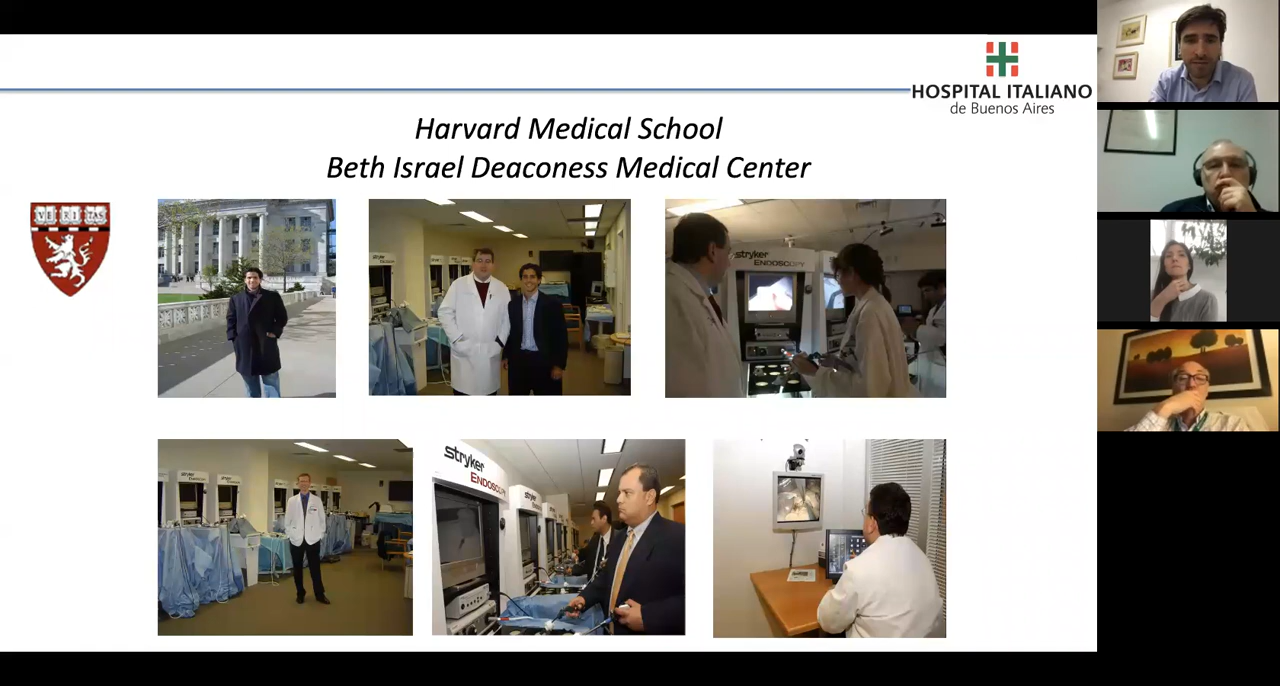 HOSPITAL ITALIANO
de Buenos Aires
Harvard Medical School
Beth Israel Deaconess Medical Center
VE RI TAS
stryker
ENDOSCOPY
stryker
ENDOSCOPY